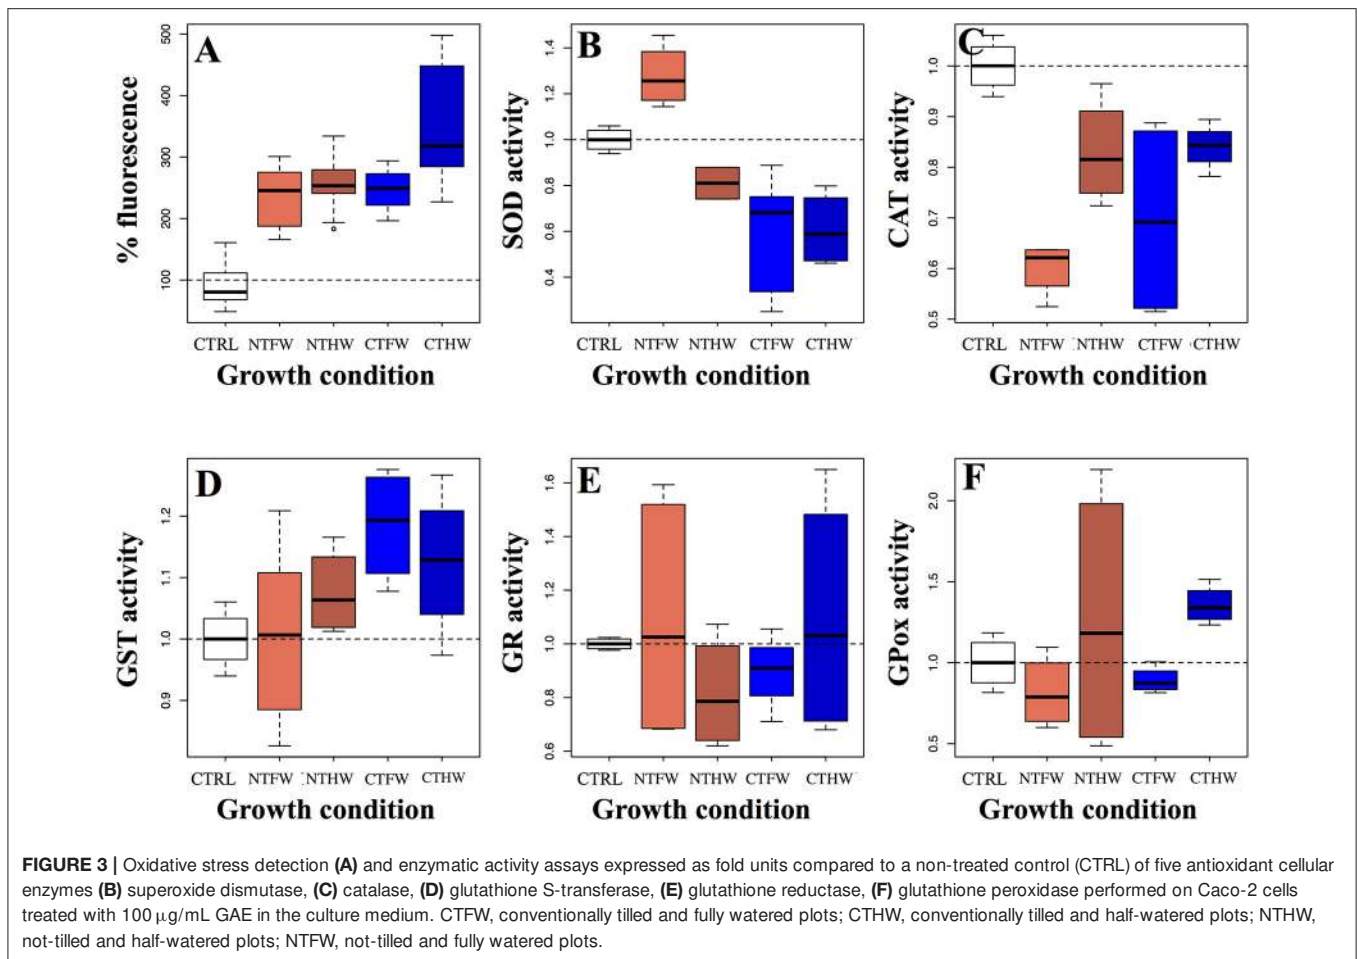 A
B
C
% fluorescence
100
200
300
400
500
SOD activity
0.4
0.6
0.8
1.0
1.2
1.4
CAT activity
0.5
0.6
0.7
0.8
0.9
1.0
CTRL NTFW NTHW CTFW CTHW
CTRL NTFW NTHW CTFW CTHW
CTRL NTFW NTHW CTFW CTHW
Growth condition
Growth condition
Growth condition
D
E
F
GST activity
0.9
1.0
1.1
1.2
GR activity
0.6
0.8
1.0
1.2
1.4
1.6
GPox activity
0.5
1.0
1.5
2.0
CTRL NTFW NTHW CTFW CTHW
CTRL NTFW NTHW CTFW CTHW
CTRL NTFW NTHW CTFW CTHW
Growth condition
Growth condition
Growth condition
FIGURE 3 | Oxidative stress detection (A) and enzymatic activity assays expressed as fold units compared to a non-treated control (CTRL) of five antioxidant cellular
enzymes (B) superoxide dismutase, (C) catalase, (D) glutathione S-transferase, (E) glutathione reductase, (F) glutathione peroxidase performed on Caco-2 cells
treated with 100 μg/mL GAE in the culture medium. CTFW, conventionally tilled and fully watered plots; CTHW, conventionally tilled and half-watered plots; NTHW,
not-tilled and half-watered plots; NTFW, not-tilled and fully watered plots.